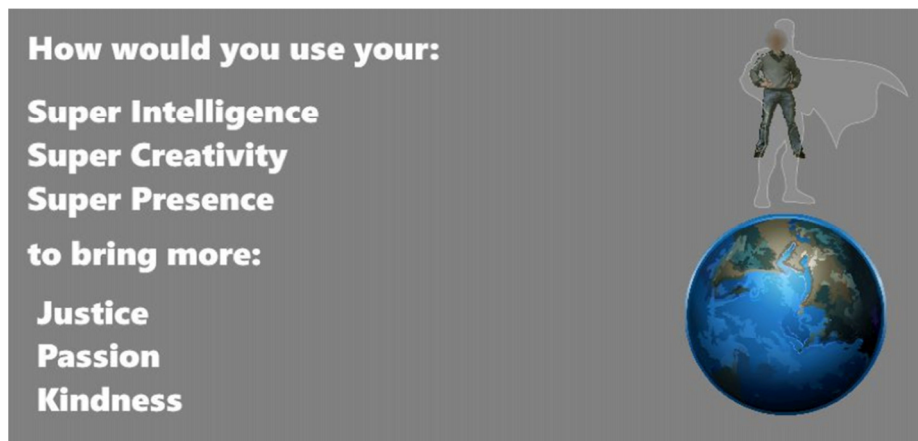 How would you use your:
Super Intelligence
Super Creativity
Super Presence
to bring more:
Justice
Passion
Kindness